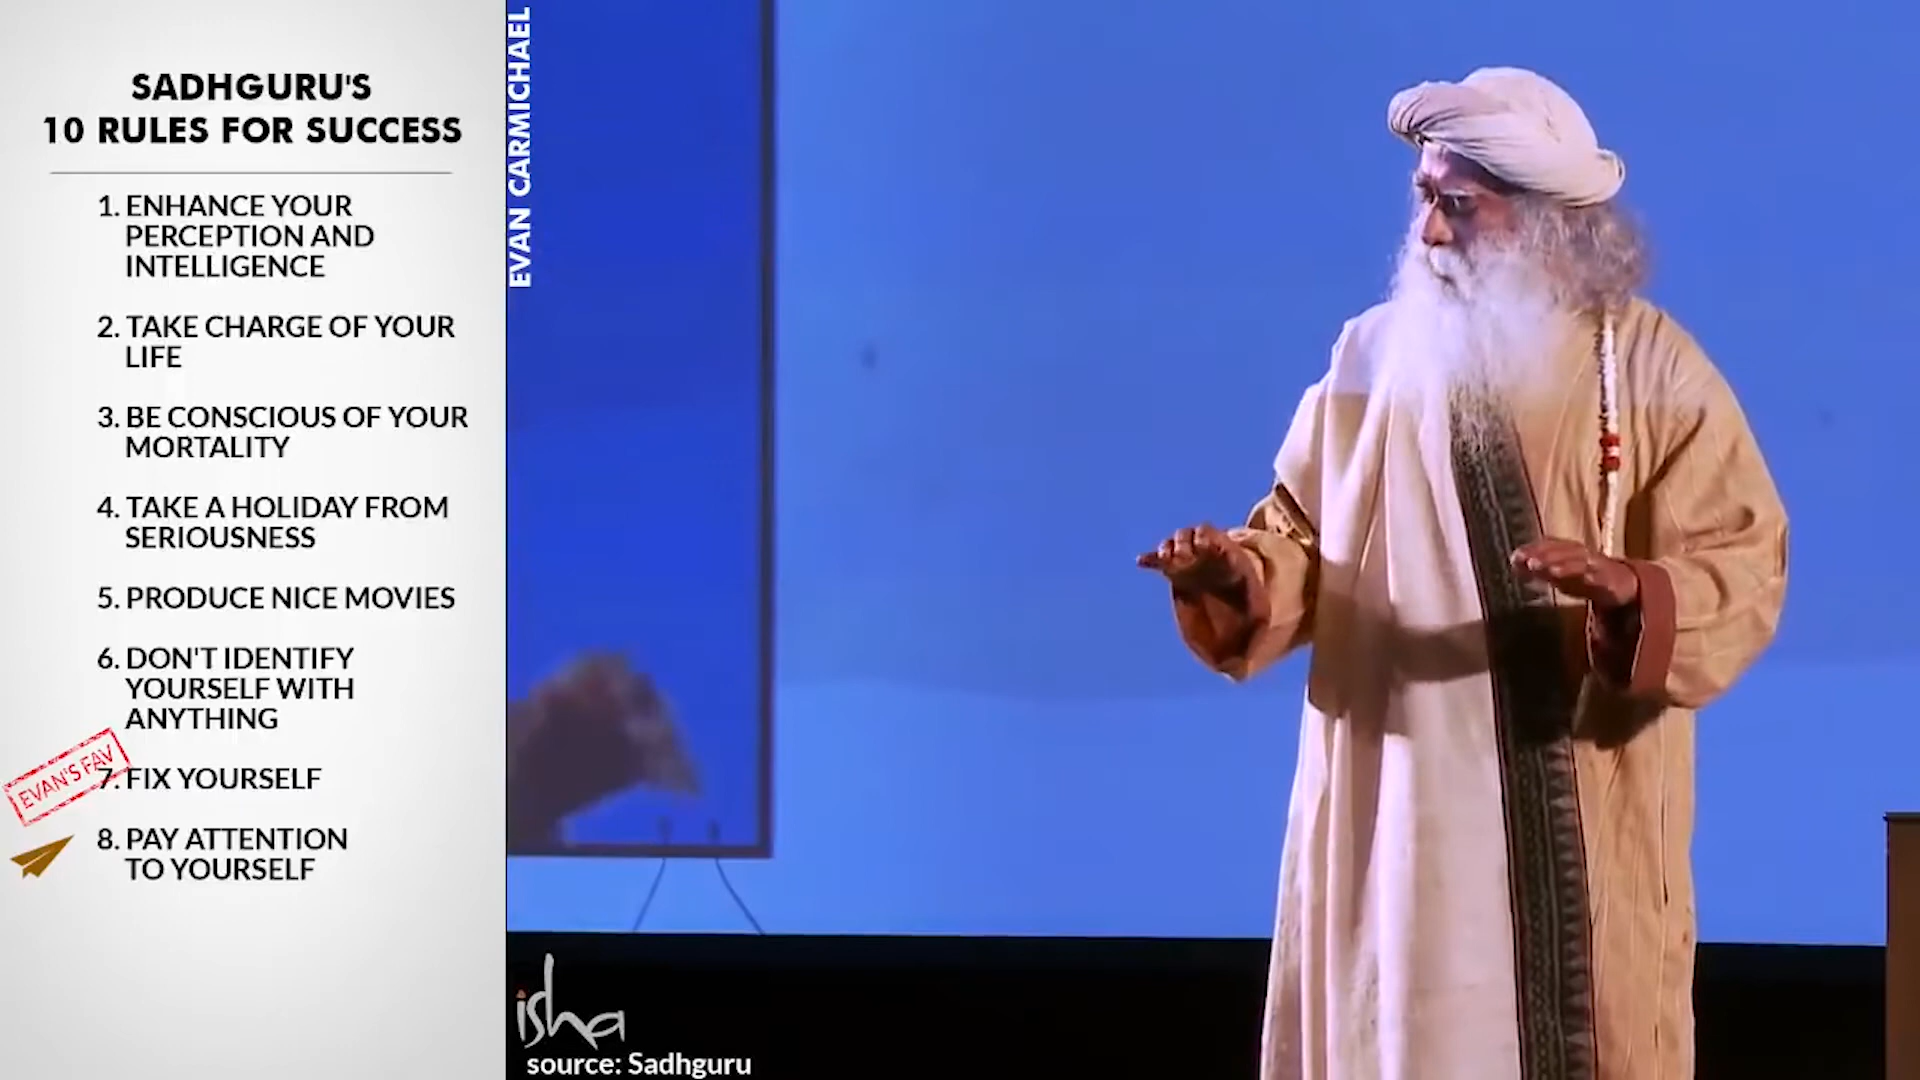 SADHGURU'S
10 RULES FOR SUCCESS
1. ENHANCE YOUR
PERCEPTION AND
INTELLIGENCE
2. TAKE CHARGE OF YOUR
LIFE
3. BE CONSCIOUS OF YOUR
MORTALITY
4. TAKE A HOLIDAY FROM
SERIOUSNESS
5. PRODUCE NICE MOVIES
6. DON'T IDENTIFY
YOURSELF WITH
ANYTHING
EVAN'S FAV
7. FIX YOURSELF
8. PAY ATTENTION
TO YOURSELF
EVAN CARMICHAEL
isha
source: Sadhguru